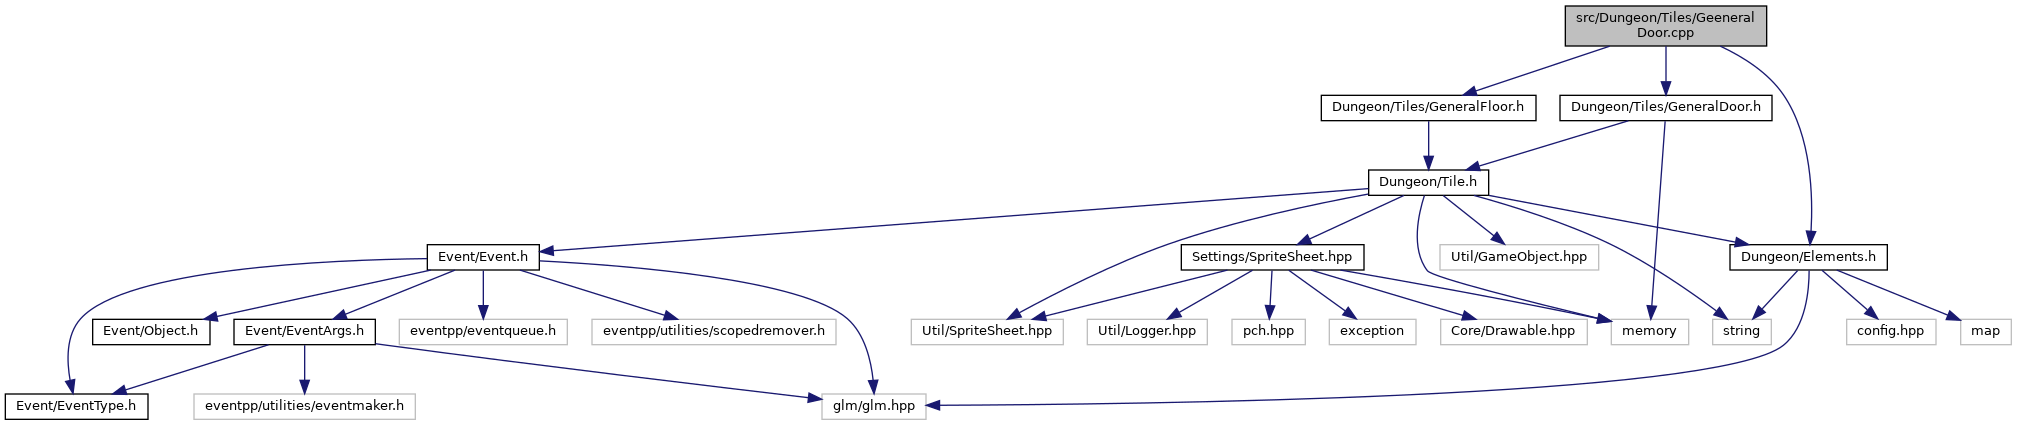 src/Dungeon/Tiles/Geeneral
Door.cpp
Dungeon/Tiles/GeneralFloor.h
Dungeon/Tiles/GeneralDoor.h
Dungeon/Tile.h
Event/Event.h
Settings/SpriteSheet.hpp
Util/GameObject.hpp
Dungeon/Elements.h
Event/Object.h
Event/EventArgs.h
eventpp/eventqueue.h
eventpp/utilities/scopedremover.h
Util/SpriteSheet.hpp
Util/Logger.hpp
pch.hpp
exception
Core/Drawable.hpp
memory
string
config.hpp
map
Event/EventType.h
eventpp/utilities/eventmaker.h
glm/glm.hpp